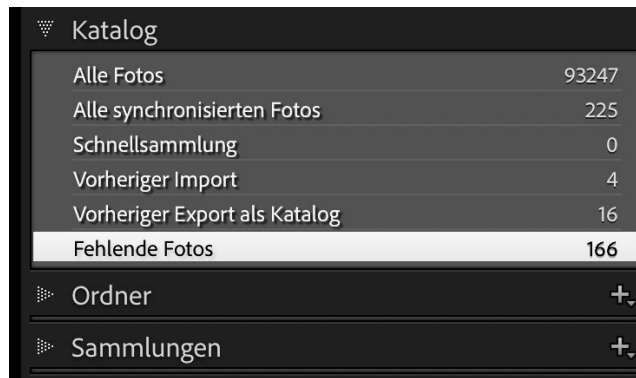 Katalog
Alle Fotos 93247
Alle synchronisierten Fotos 225
Schnellsammlung 0
Vorheriger Import 4
Vorheriger Export als Katalog 16
Fehlende Fotos 166
Ordner +
Sammlungen +